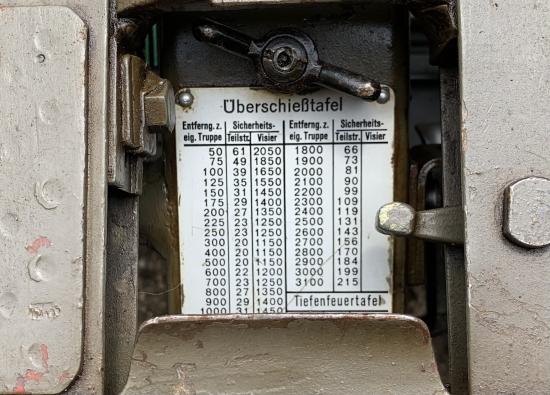 Überschießtafel
Entferng. z. Sicherheits- Entferng. z. Sicherheits-
eig. Truppe Teilstr. Visier eig. Truppe Teilstr. Visier
50 61 2050 1800 66
75 49 1850 1900 73
100 39 1650 2000 81
125 35 1550 2100 90
150 31 1450 2200 99
175 29 1400 2300 109
200 27 1350 2400 119
225 23 1250 2500 131
250 23 1250 2600 143
300 20 1150 2700 156
400 20 1150 2800 170
500 20 1150 2900 184
600 22 1200 3000 199
700 23 1250 3100 215
800 27 1350
900 29 1400 Tiefenfeuertafel
1000 31 1450